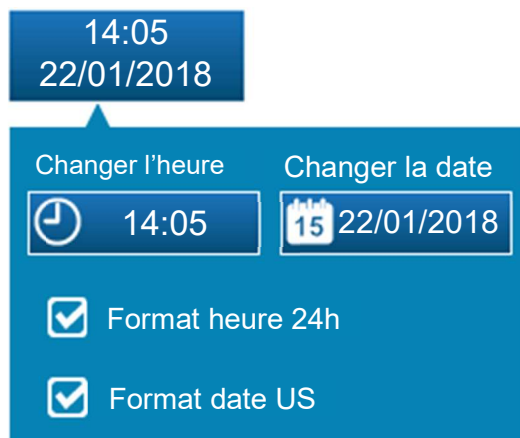 14:05
22/01/2018
Changer l’heure
Changer la date
14:05
15
22/01/2018
Format heure 24h
Format date US